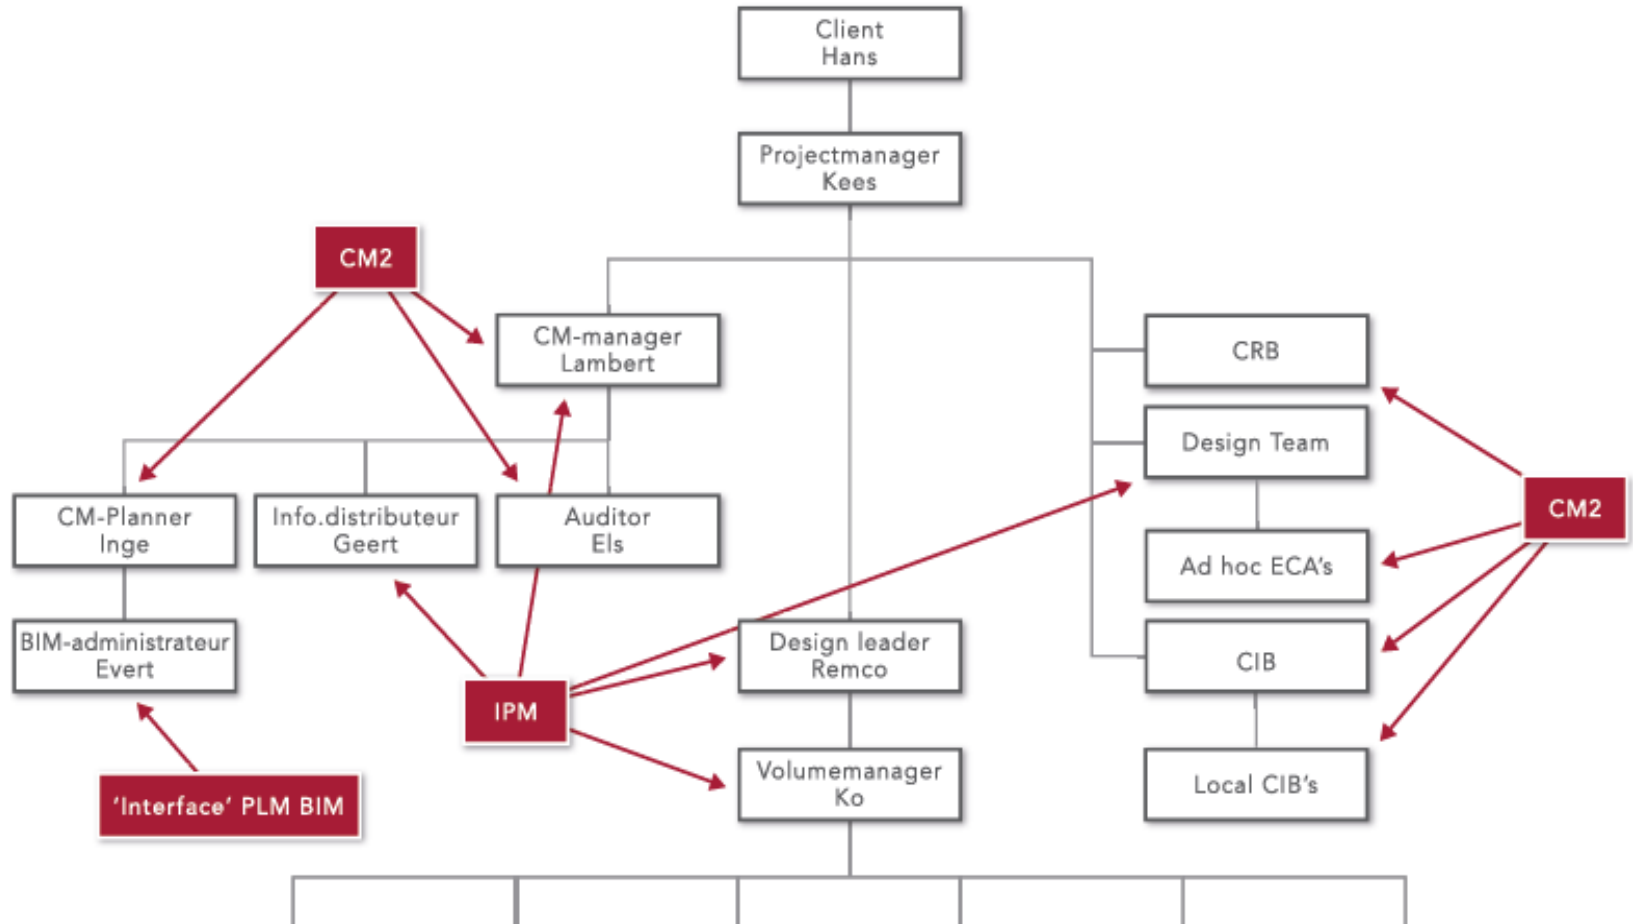 Client
Hans
Projectmanager
Kees
CM2
CM-manager
Lambert
CRB
Design Team
CM2
CM-Planner
Inge
Info.distributeur
Geert
Auditor
Els
Ad hoc ECA's
BIM-administrateur
Evert
Design leader
Remco
CIB
IPM
Volumemanager
Ko
Local CIB's
'Interface' PLM BIM